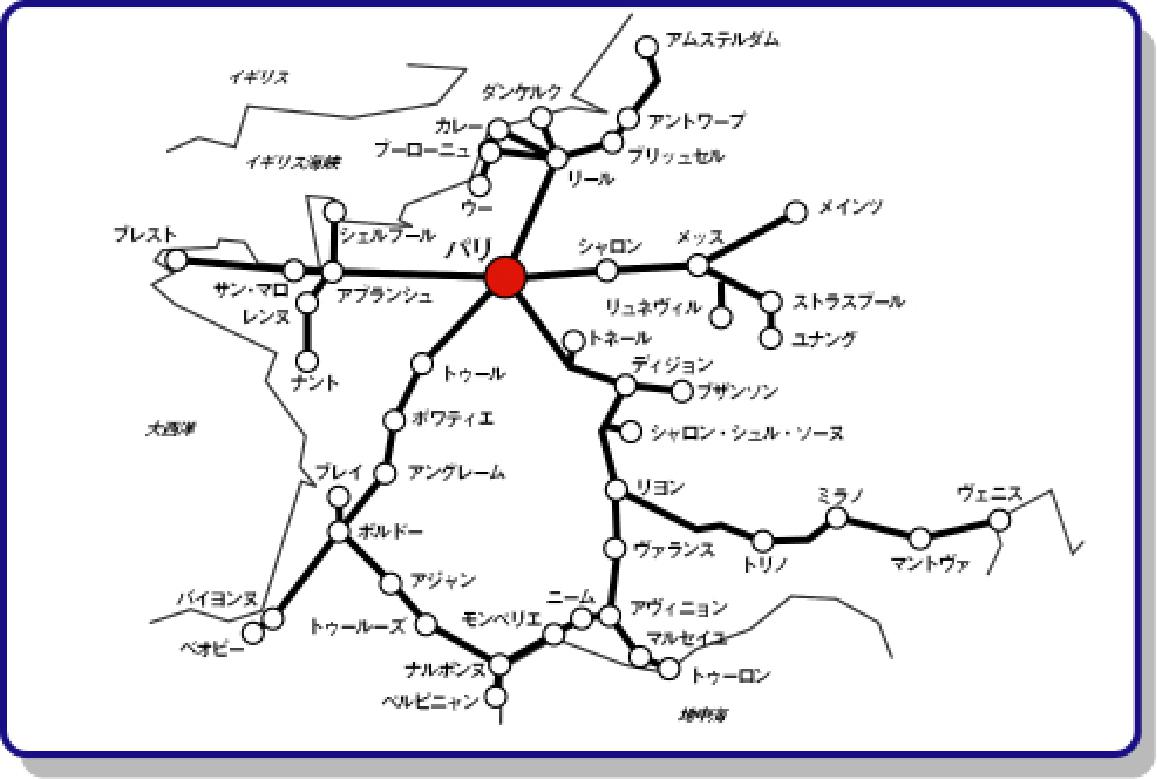 アムステルダム
イギリス
ダンケルク
カレー
アントワープ
ブーローニュ
ブリュッセル
イギリス海峡
リール
ウー
メインツ
ブレスト
シェルブール
パリ
シャロン
メッス
サン・マロ
アブランシュ
ストラスブール
レンヌ
リュネヴィル
トネール
ユナング
ナント
トゥール
ディジョン
ブザンソン
ポワティエ
大西洋
シャロン・シュル・ソーヌ
ブレイ
アングレーム
リヨン
ミラノ
ヴェニス
ボルドー
ヴァランス
トリノ
マントヴァ
アジャン
バイヨンヌ
ニーム
アヴィニョン
トゥールーズ
モンペリエ
マルセイユ
ベオビー
ナルボンヌ
トゥーロン
ペルピニャン
地中海